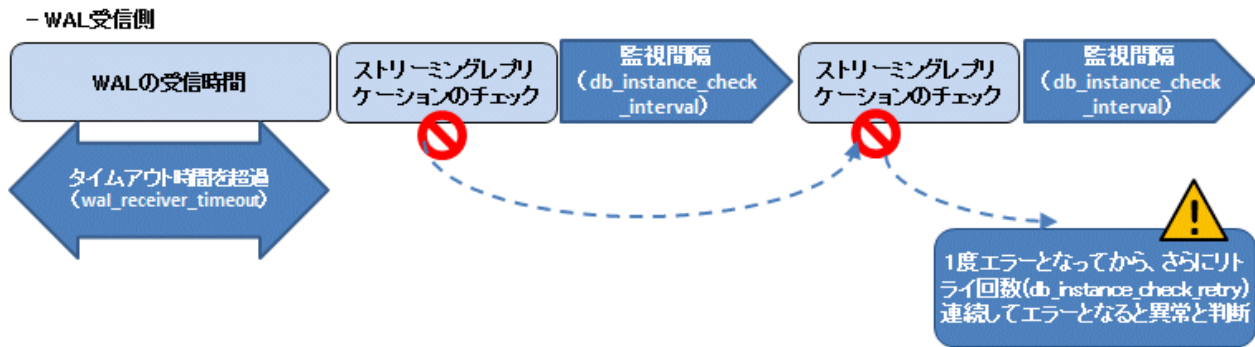 – WAL受信側
WALの受信時間
ストリーミングレプリ
ケーションのチェック
監視間隔
(db_instance_check
_interval)
ストリーミングレプリ
ケーションのチェック
監視間隔
(db_instance_check
_interval)
タイムアウト時間を超過
(wal_receiver_timeout)
1度エラーとなってから、さらにリト
ライ回数(db_instance_check_retry)
連続してエラーとなると異常と判断